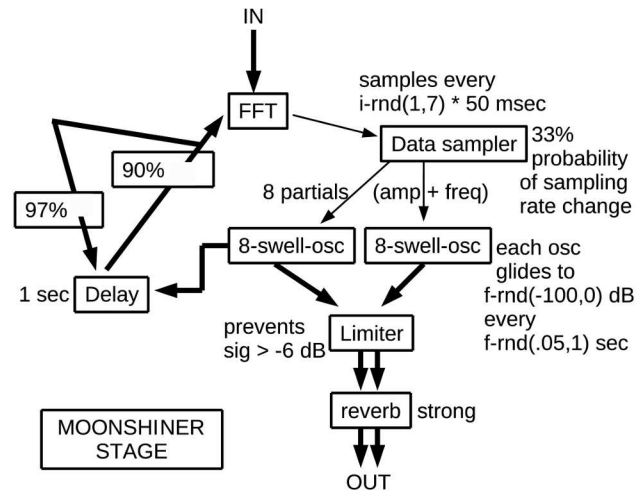 IN
samples every
i-rnd(1,7) * 50 msec
FFT
Data sampler
33%
probability
of sampling
rate change
90%
97%
8 partials
(amp + freq)
8-swell-osc
8-swell-osc
each osc
glides to
f-rnd(-100,0) dB
every
f-rnd(.05,1) sec
1 sec
Delay
prevents
sig > -6 dB
Limiter
reverb
strong
MOONSHINER
STAGE
OUT